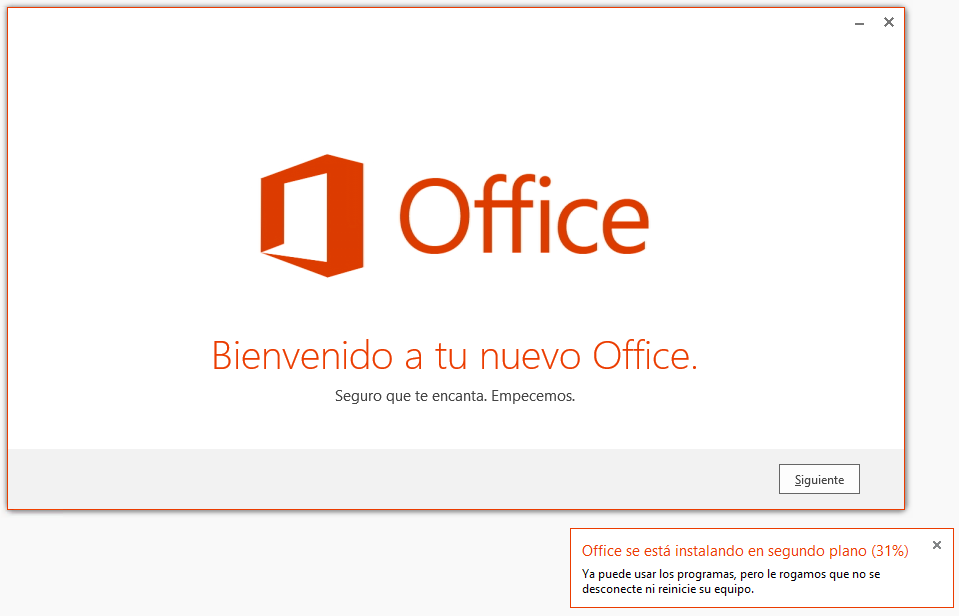 Office
Bienvenido a tu nuevo Office.
Seguro que te encanta. Empecemos.
Siguiente
Office se está instalando en segundo plano (31%)
Ya puede usar los programas, pero le rogamos que no se
desconecte ni reinicie su equipo.